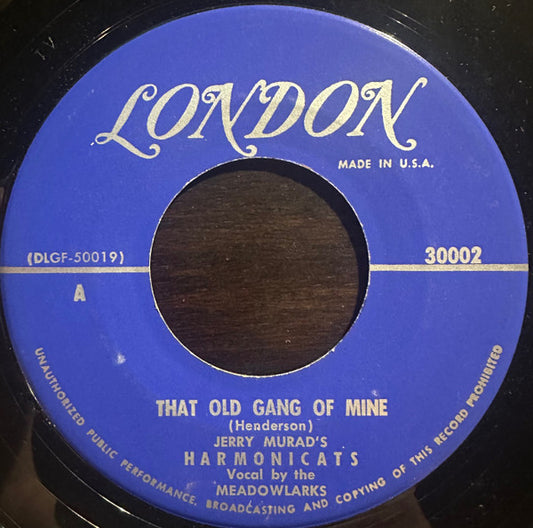 LONDON
MADE IN U.S.A.
(DLGF-50019)
30002
A
THAT OLD GANG OF MINE
(Henderson)
JERRY MURAD'S
HARMONICATS
Vocal by the
MEADOWLARKS
UNAUTHORIZED PUBLIC PERFORMANCE, BROADCASTING AND COPYING OF THIS RECORD PROHIBITED